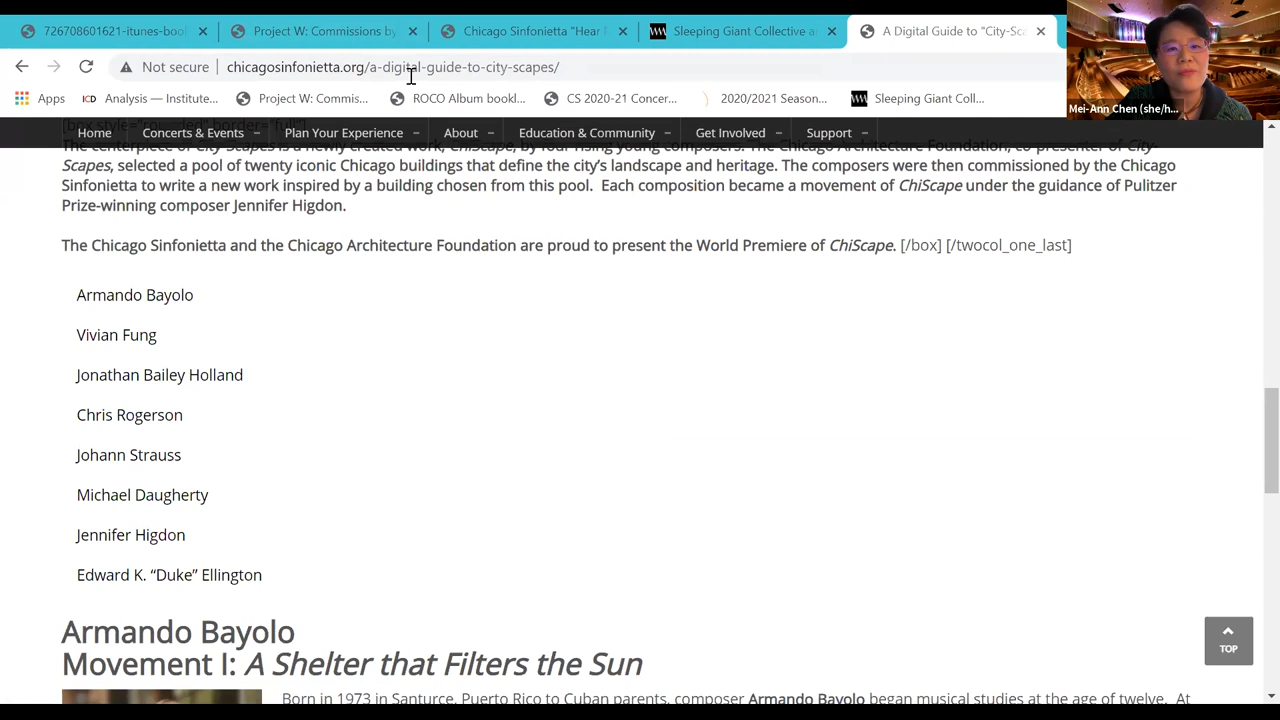 726708601621-itunes-bool
Project W: Commissions by
Chicago Sinfonietta "Hear
Sleeping Giant Collective a
A Digital Guide to "City-Sca
Not secure
chicagosinfonietta.org/a-digital-guide-to-city-scapes/
Apps
ICD Analysis — Institute...
Project W: Commis...
ROCO Album bookl...
CS 2020-21 Concer...
2020/2021 Season...
Sleeping Giant Coll...
Mei-Ann Chen (she/h...
Home
Concerts & Events
Plan Your Experience
About
Education & Community
Get Involved
Support
The centerpiece of City-Scapes is a newly created work, ChiScape, by four rising young composers. The Chicago Architecture Foundation, co-presenter of City-
Scapes, selected a pool of twenty iconic Chicago buildings that define the city's landscape and heritage. The composers were then commissioned by the Chicago
Sinfonietta to write a new work inspired by a building chosen from this pool. Each composition became a movement of ChiScape under the guidance of Pulitzer
Prize-winning composer Jennifer Higdon.
The Chicago Sinfonietta and the Chicago Architecture Foundation are proud to present the World Premiere of ChiScape. [/box] [/twocol_one_last]
Armando Bayolo
Vivian Fung
Jonathan Bailey Holland
Chris Rogerson
Johann Strauss
Michael Daugherty
Jennifer Higdon
Edward K. “Duke” Ellington
Armando Bayolo
Movement I: A Shelter that Filters the Sun
Born in 1973 in Santurce, Puerto Rico to Cuban parents, composer Armando Bayolo began musical studies at the age of twelve. At
TOP